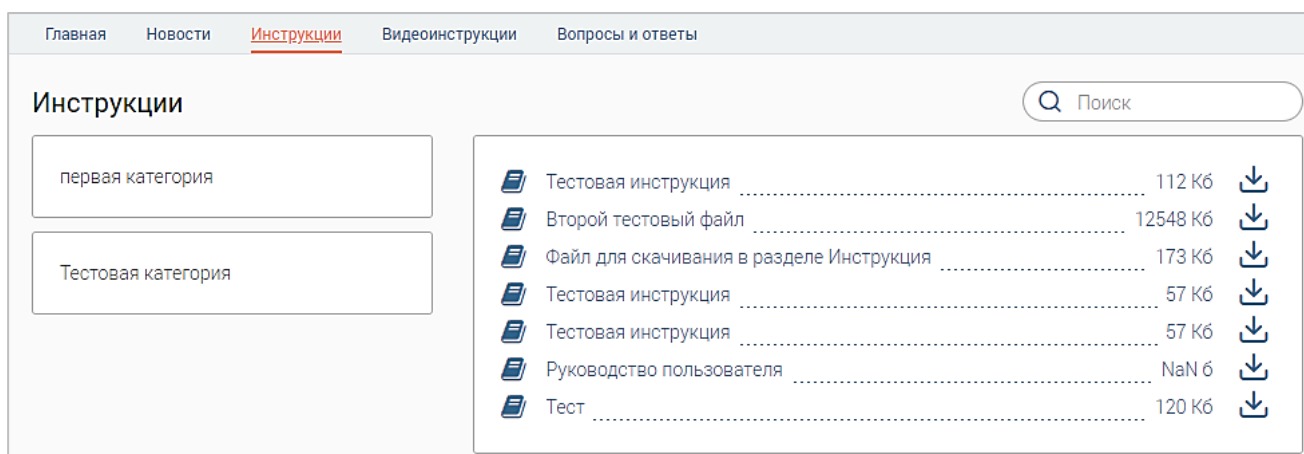 Главная Новости Инструкции Видеоинструкции Вопросы и ответы
Инструкции
Поиск
первая категория
Тестовая категория
Тестовая инструкция 112 Кб
Второй тестовый файл 12548 Кб
Файл для скачивания в разделе Инструкция 173 Кб
Тестовая инструкция 57 Кб
Тестовая инструкция 57 Кб
Руководство пользователя NaN б
Тест 120 Кб